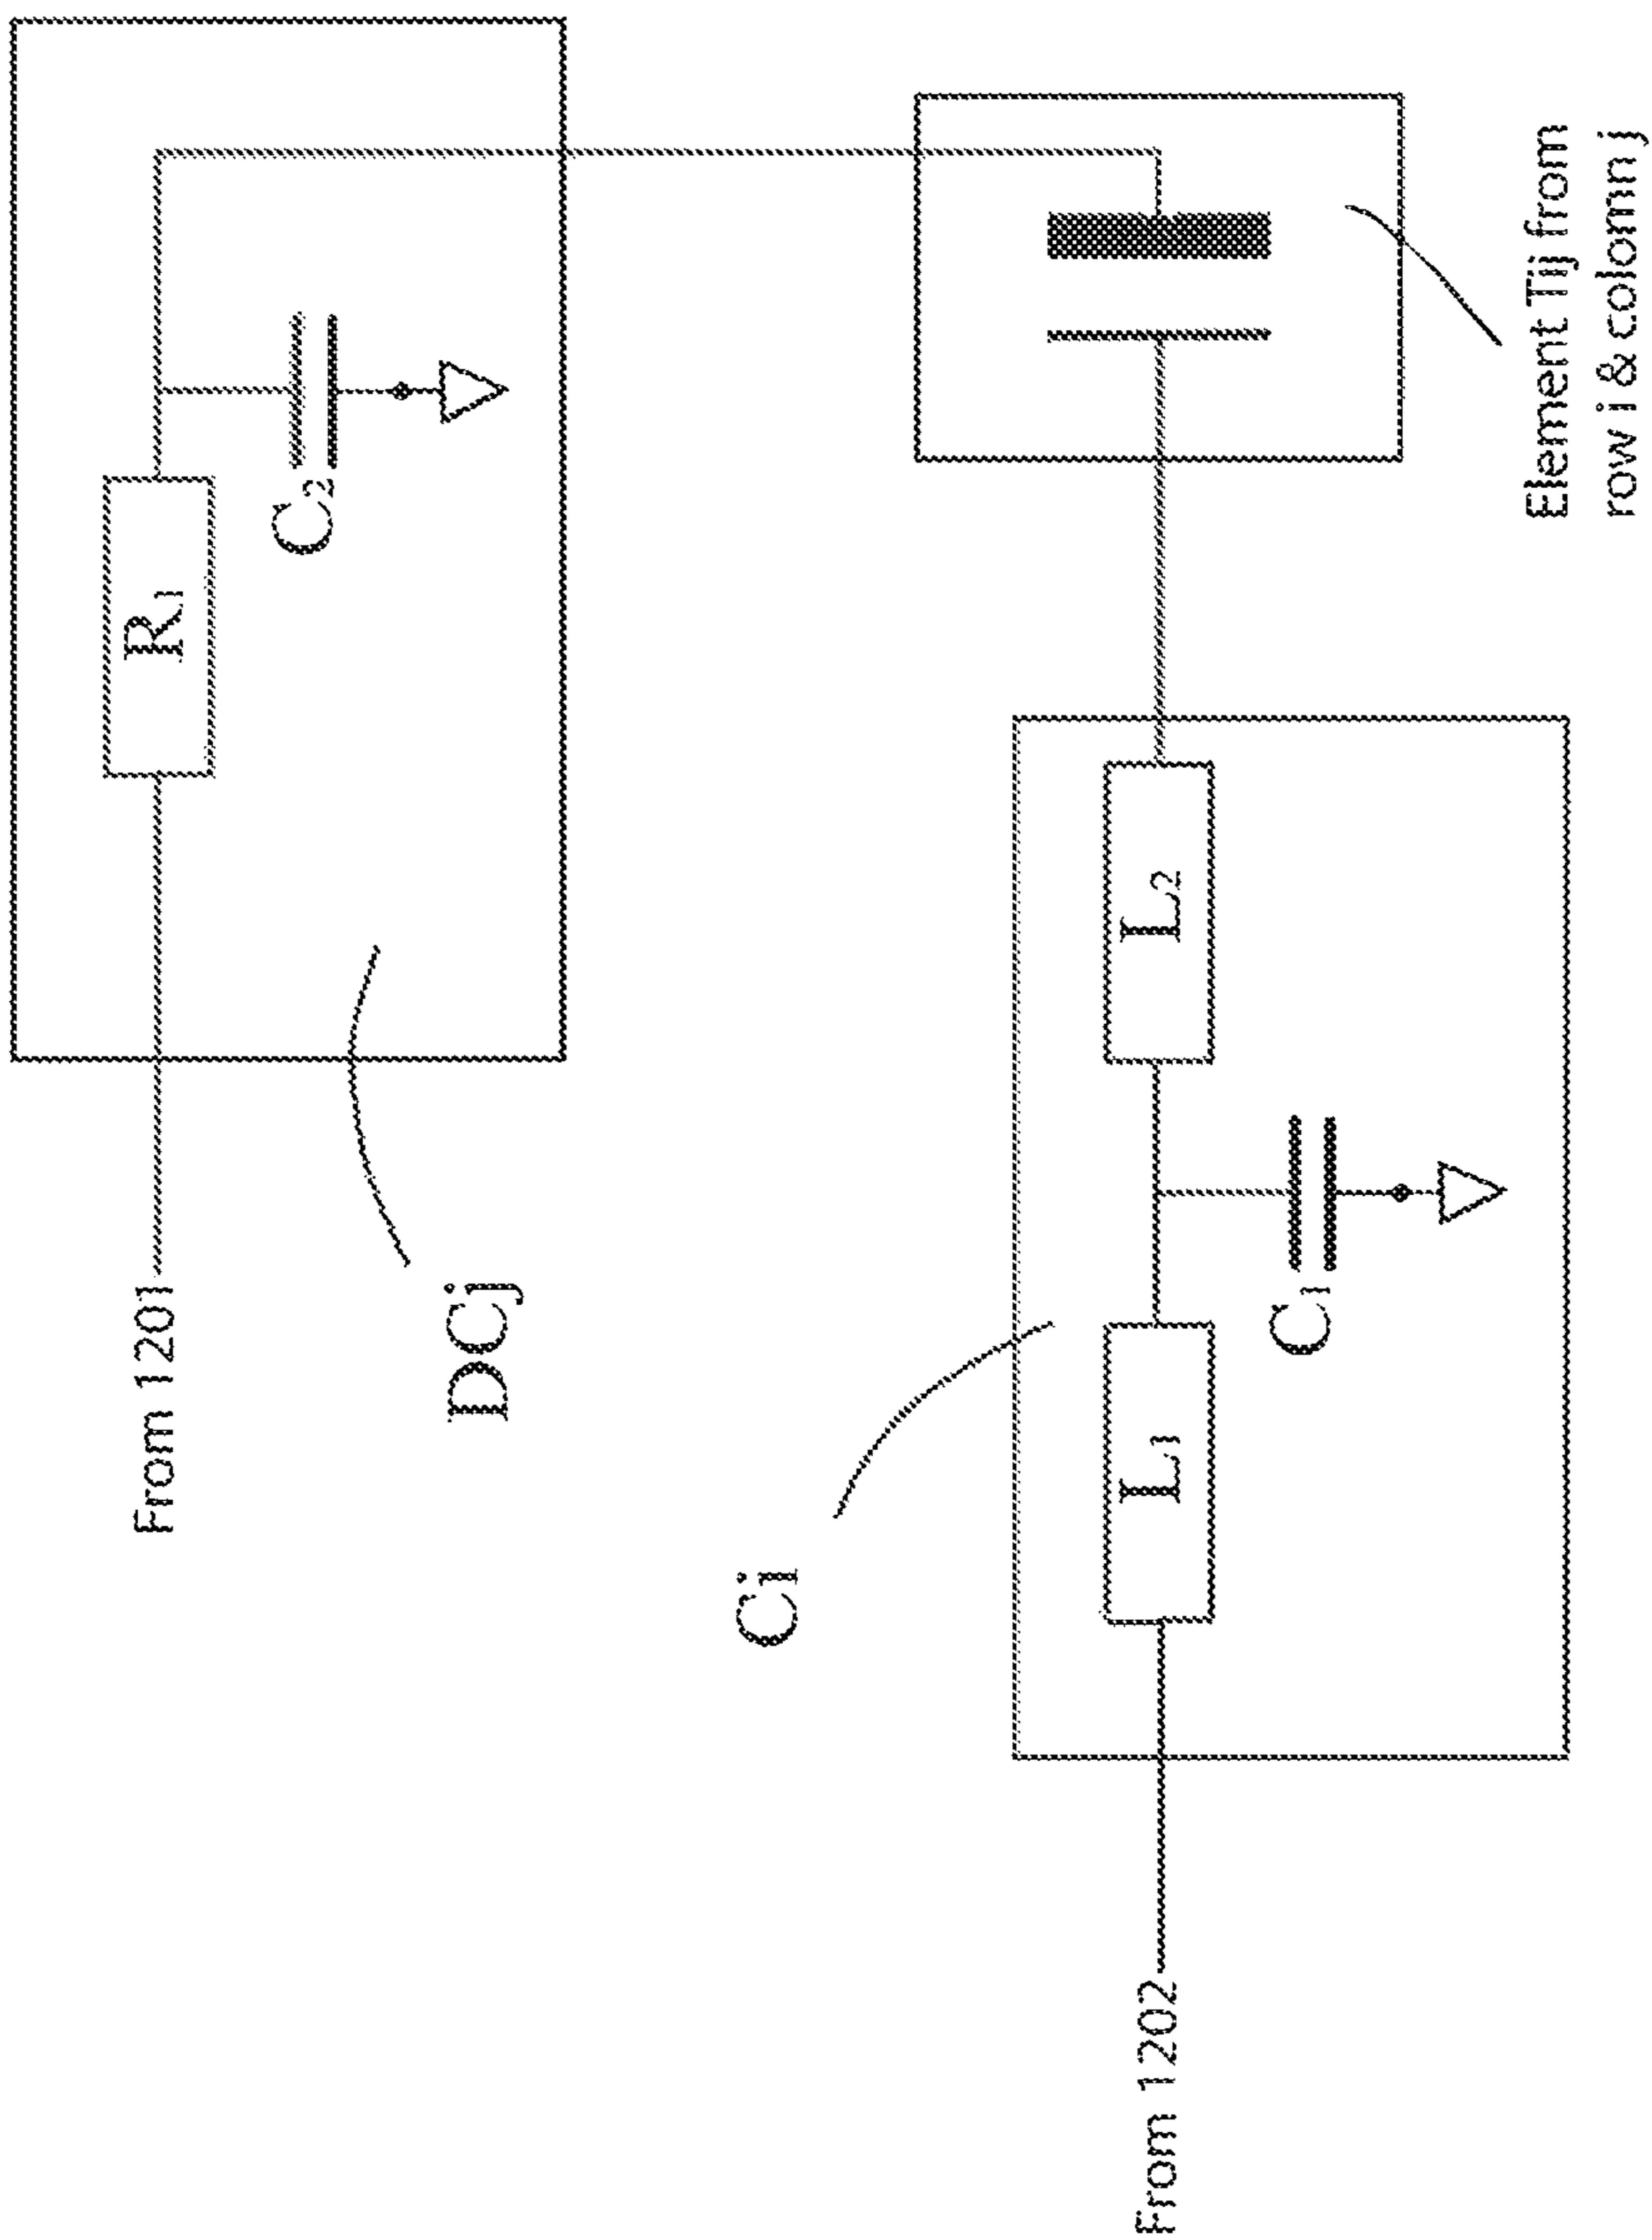 From 1201
R1
C2
DCj
Ci
From 1202
L1
L2
C1
Element Tij from
row i & colomn j